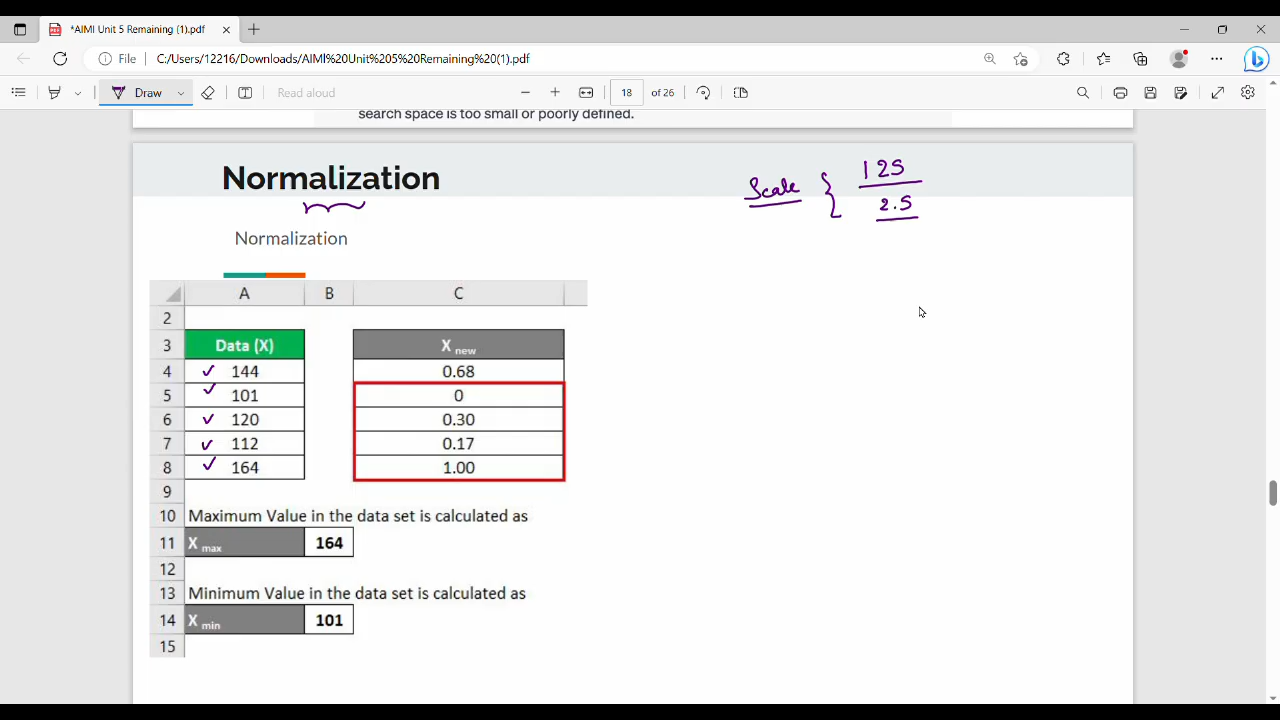 *AIMI Unit 5 Remaining (1).pdf
File
C:/Users/12216/Downloads/AIMI%20Unit%205%20Remaining%20(1).pdf
Draw
Read aloud
18 of 26
search space is too small or poorly defined.
Normalization
Scale { 125
2.5
Normalization
A B C
2
3 Data (X) X new
4 144 0.68
5 101 0
6 120 0.30
7 112 0.17
8 164 1.00
9
10 Maximum Value in the data set is calculated as
11 X max 164
12
13 Minimum Value in the data set is calculated as
14 X min 101
15